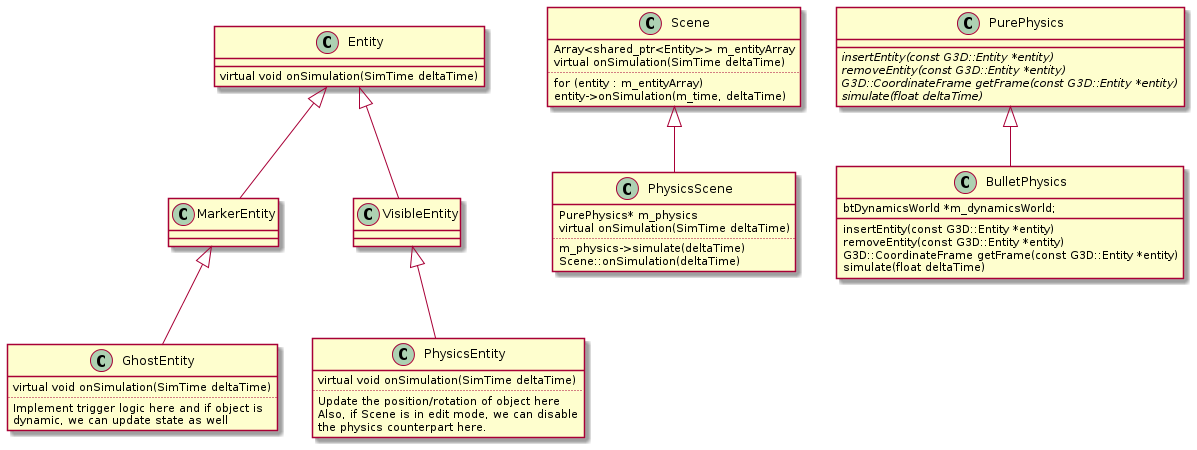 C Entity
virtual void onSimulation(SimTime deltaTime)
C MarkerEntity
C VisibleEntity
C GhostEntity
virtual void onSimulation(SimTime deltaTime)
Implement trigger logic here and if object is
dynamic, we can update state as well
C PhysicsEntity
virtual void onSimulation(SimTime deltaTime)
Update the position/rotation of object here
Also, if Scene is in edit mode, we can disable
the physics counterpart here.
C Scene
Array<shared_ptr<Entity>> m_entityArray
virtual onSimulation(SimTime deltaTime)
for (entity : m_entityArray)
entity->onSimulation(m_time, deltaTime)
C PhysicsScene
PurePhysics* m_physics
virtual onSimulation(SimTime deltaTime)
m_physics->simulate(deltaTime)
Scene::onSimulation(deltaTime)
C PurePhysics
insertEntity(const G3D::Entity *entity)
removeEntity(const G3D::Entity *entity)
G3D::CoordinateFrame getFrame(const G3D::Entity *entity)
simulate(float deltaTime)
C BulletPhysics
btDynamicsWorld *m_dynamicsWorld;
insertEntity(const G3D::Entity *entity)
removeEntity(const G3D::Entity *entity)
G3D::CoordinateFrame getFrame(const G3D::Entity *entity)
simulate(float deltaTime)